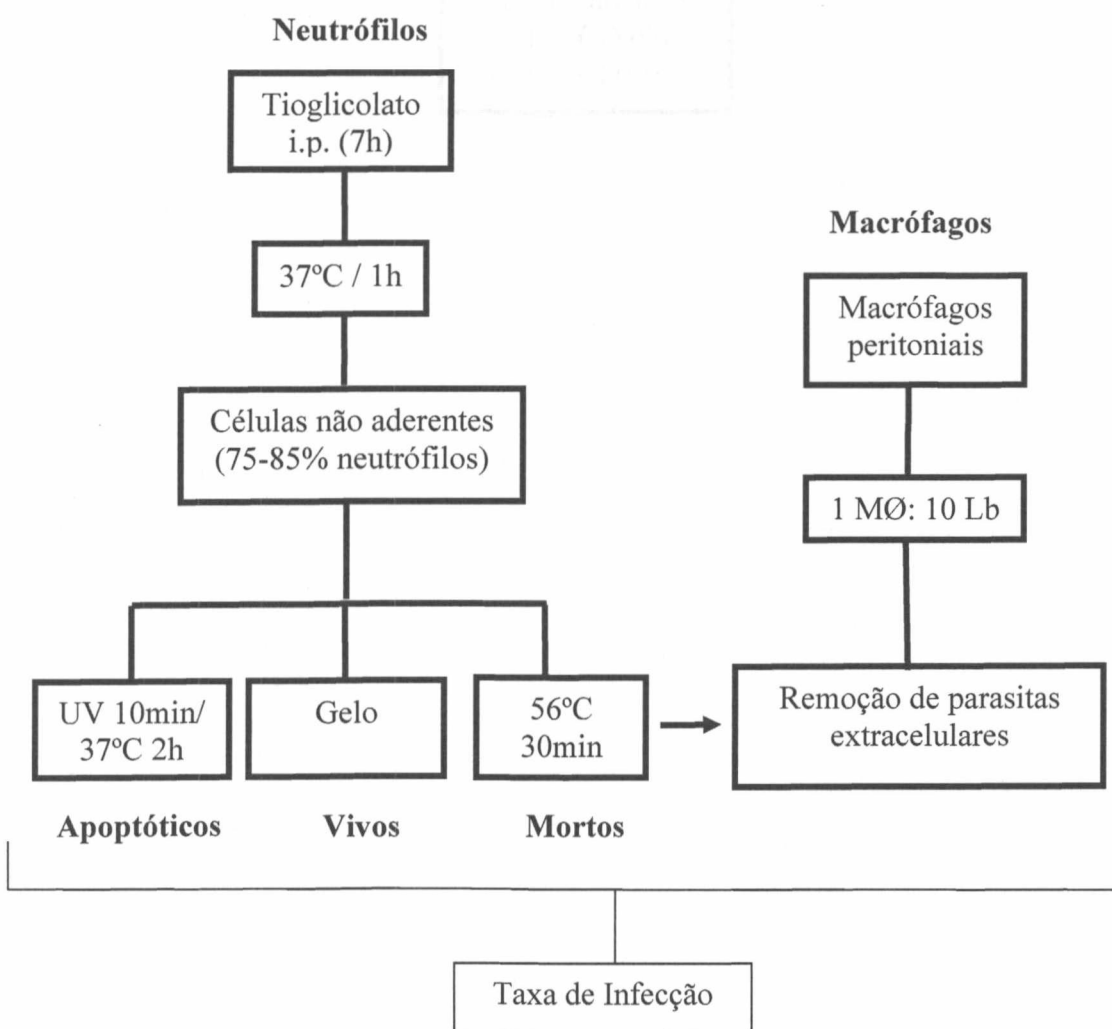 Neutrófilos
Tioglicolato
i.p. (7h)
37ºC / 1h
Células não aderentes
(75-85% neutrófilos)
UV 10min/
37ºC 2h
Apoptóticos
Gelo
Vivos
56ºC
30min
Mortos
Macrófagos
Macrófagos
peritoniais
1 MØ: 10 Lb
Remoção de parasitas
extracelulares
Taxa de Infecção